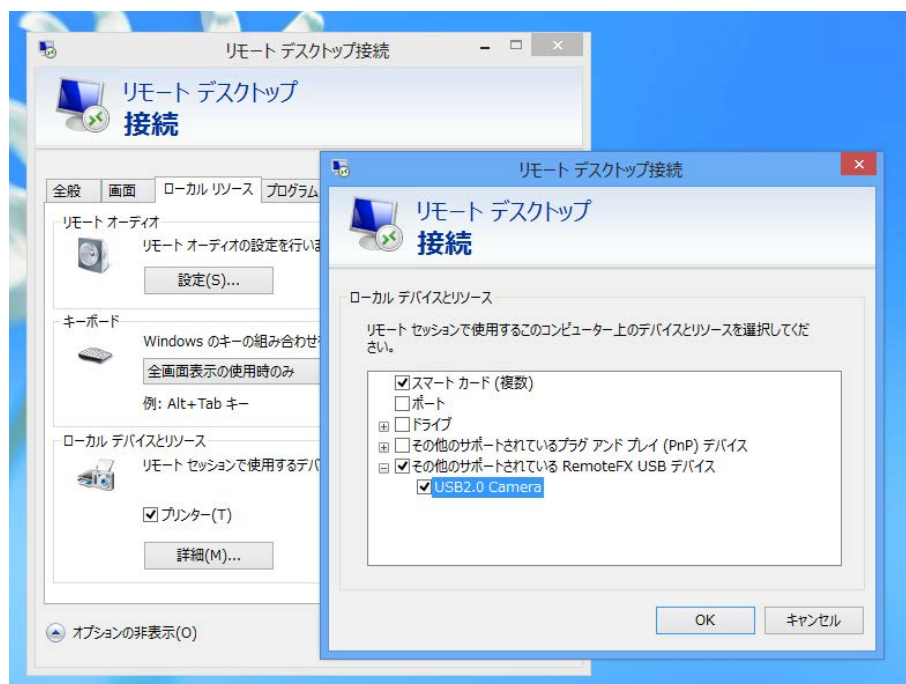 リモート デスクトップ接続
リモート デスクトップ
接続
全般
画面
ローカル リソース
プログラム
リモート オーディオ
リモート オーディオの設定を行いま
設定(S)...
キーボード
Windows のキーの組み合わせ
全画面表示の使用時のみ
例: Alt+Tab キー
ローカル デバイスとリソース
リモート セッションで使用するデバ
プリンター(T)
詳細(M)...
オプションの非表示(O)
リモート デスクトップ接続
リモート デスクトップ
接続
ローカル デバイスとリソース
リモート セッションで使用するこのコンピューター上のデバイスとリソースを選択してくだ
さい。
スマート カード (複数)
ポート
ドライブ
その他のサポートされているプラグ アンド プレイ (PnP) デバイス
その他のサポートされている RemoteFX USB デバイス
USB2.0 Camera
OK
キャンセル